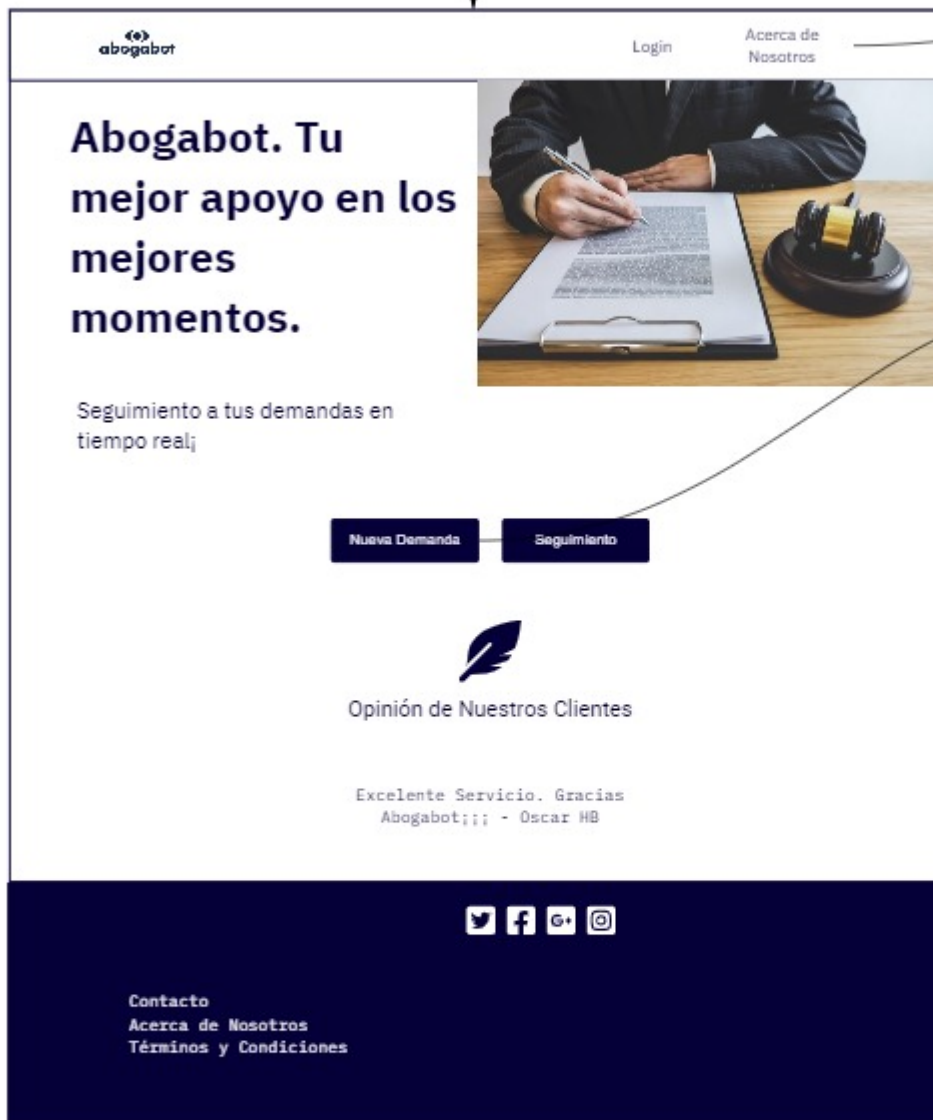 abogabot
Login
Acerca de
Nosotros
Abogabot. Tu
mejor apoyo en los
mejores
momentos.
Seguimiento a tus demandas en
tiempo real¡
Nueva Demanda
Seguimiento
Opinión de Nuestros Clientes
Excelente Servicio. Gracias
Abogabot¡¡¡ - Oscar HB
G+
Contacto
Acerca de Nosotros
Términos y Condiciones